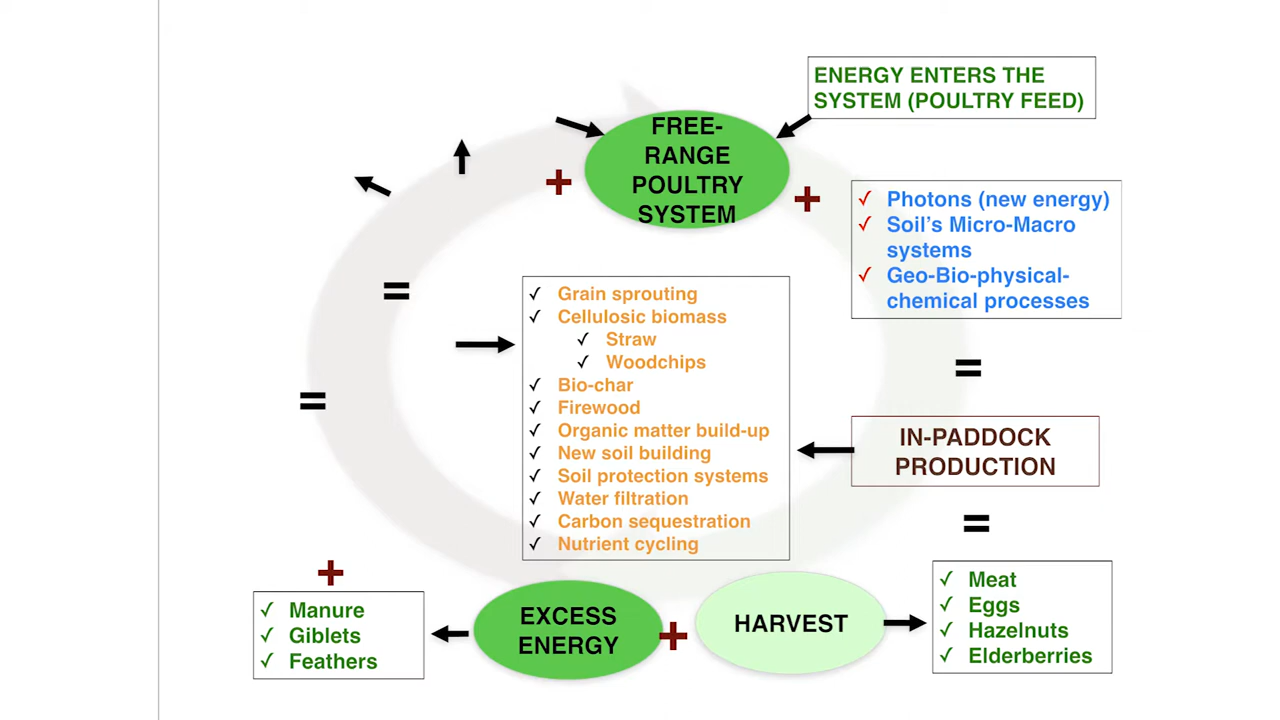 ENERGY ENTERS THE
SYSTEM (POULTRY FEED)
FREE-
RANGE
POULTRY
SYSTEM
+
+
✓ Photons (new energy)
✓ Soil's Micro-Macro
systems
✓ Geo-Bio-physical-
chemical processes
=
=
✓ Grain sprouting
✓ Cellulosic biomass
✓ Straw
✓ Woodchips
✓ Bio-char
✓ Firewood
✓ Organic matter build-up
✓ New soil building
✓ Soil protection systems
✓ Water filtration
✓ Carbon sequestration
✓ Nutrient cycling
=
IN-PADDOCK
PRODUCTION
=
+
✓ Manure
✓ Giblets
✓ Feathers
EXCESS
ENERGY
+
HARVEST
✓ Meat
✓ Eggs
✓ Hazelnuts
✓ Elderberries